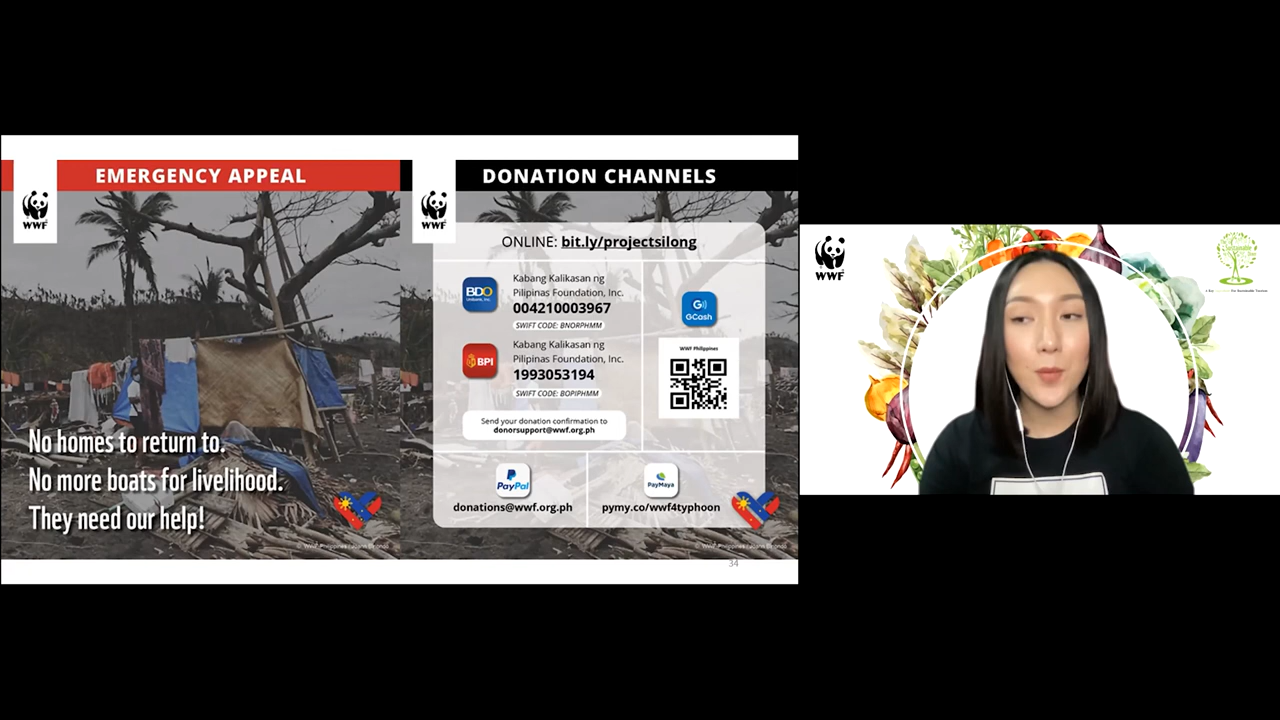 EMERGENCY APPEAL
WWF
No homes to return to.
No more boats for livelihood.
They need our help!
DONATION CHANNELS
WWF
ONLINE: bit.ly/projectsilong
BDO
Unibank, Inc.
Kabang Kalikasan ng
Pilipinas Foundation, Inc.
004210003967
SWIFT CODE: BNORPHMM
BPI
Kabang Kalikasan ng
Pilipinas Foundation, Inc.
1993053194
SWIFT CODE: BOPIPHMM
Send your donation confirmation to
donorsupport@wwf.org.ph
G
GCash
WWF Philippines
PayPal
donations@wwf.org.ph
PayMaya
pymy.co/wwf4typhoon
34
WWF